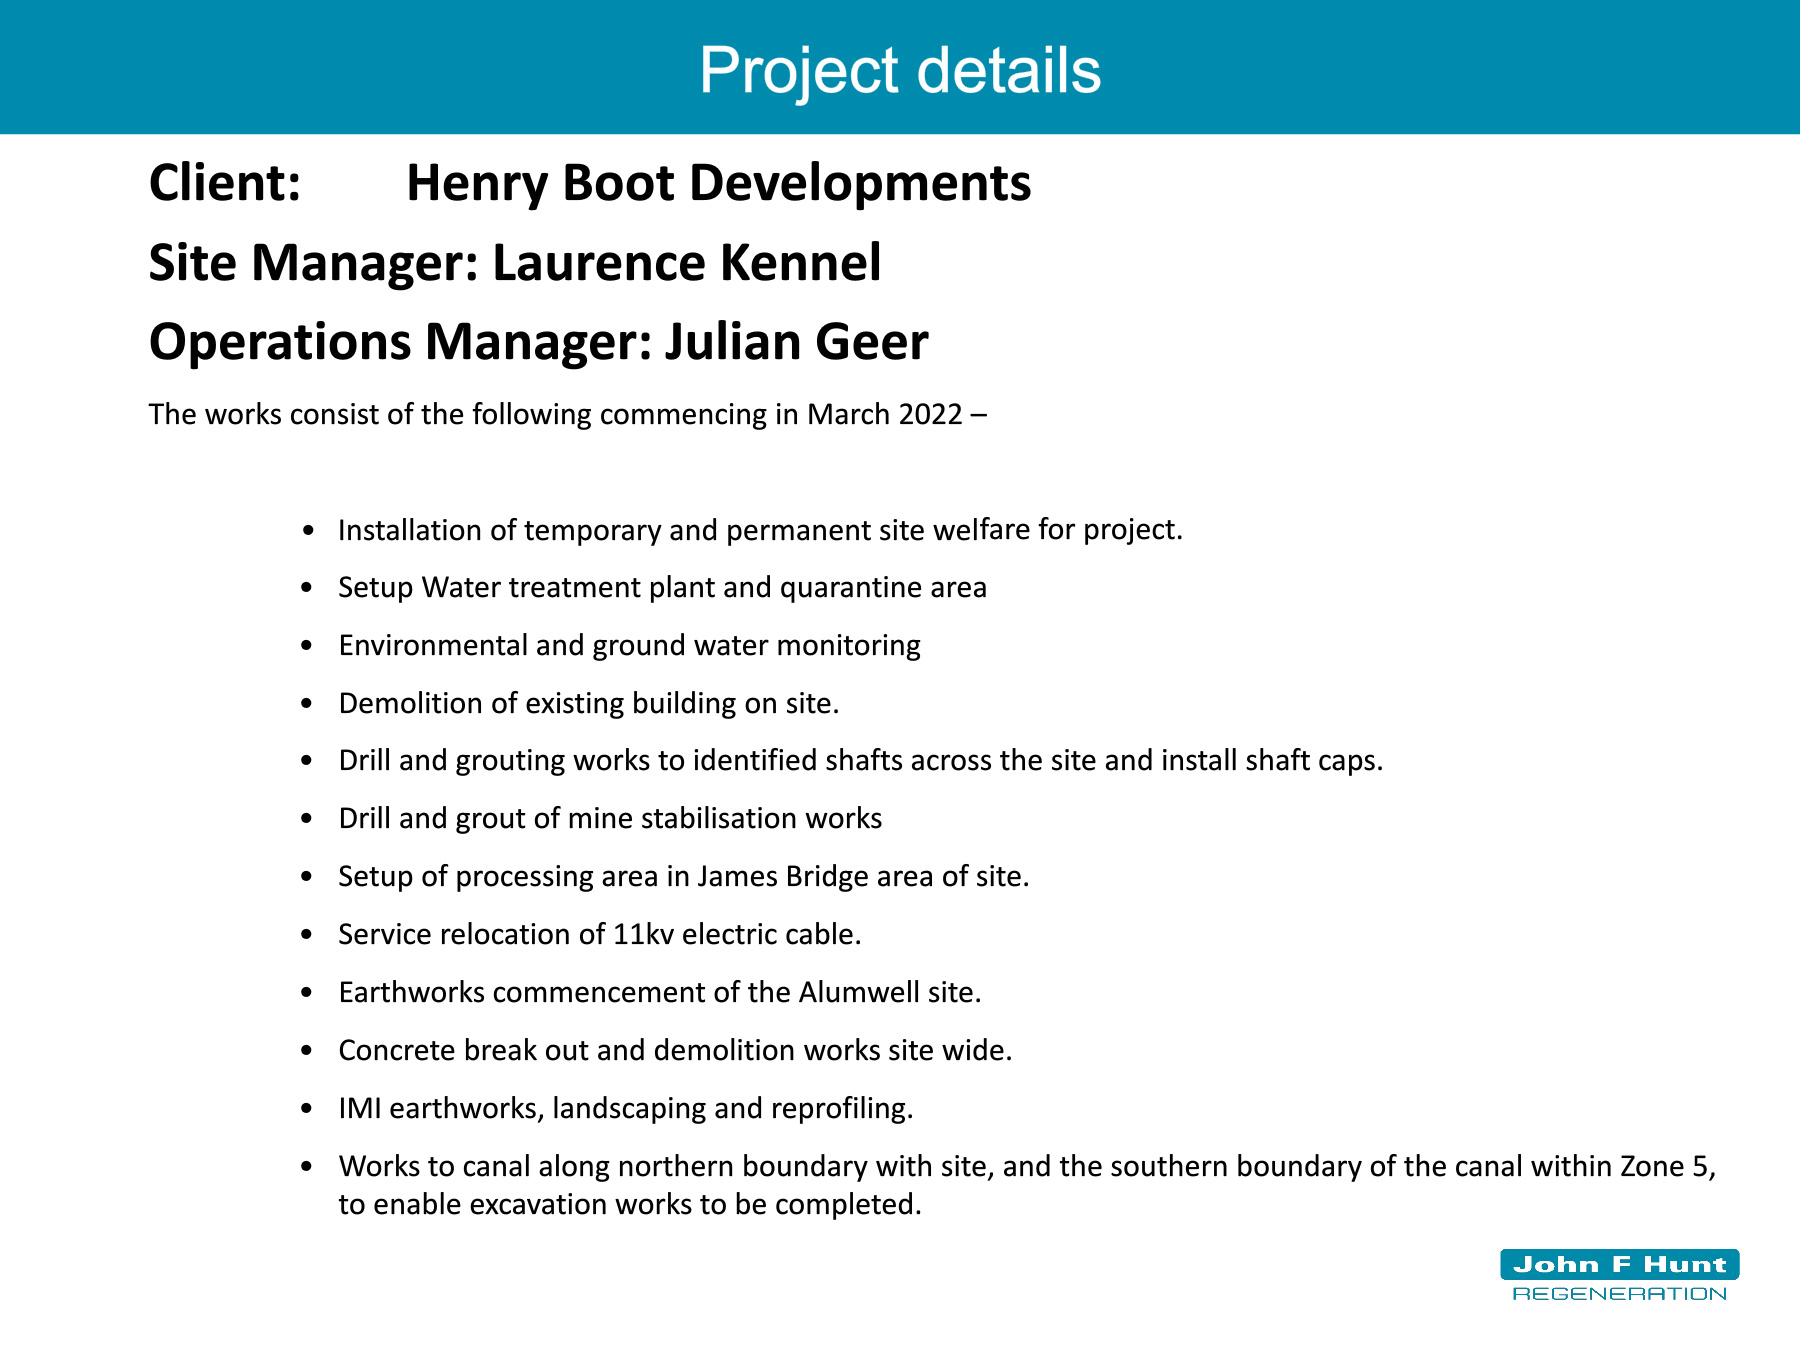 Project details
Client: Henry Boot Developments
Site Manager: Laurence Kennel
Operations Manager: Julian Geer
The works consist of the following commencing in March 2022 –
• Installation of temporary and permanent site welfare for project.
• Setup Water treatment plant and quarantine area
• Environmental and ground water monitoring
• Demolition of existing building on site.
• Drill and grouting works to identified shafts across the site and install shaft caps.
• Drill and grout of mine stabilisation works
• Setup of processing area in James Bridge area of site.
• Service relocation of 11kv electric cable.
• Earthworks commencement of the Alumwell site.
• Concrete break out and demolition works site wide.
• IMI earthworks, landscaping and reprofiling.
• Works to canal along northern boundary with site, and the southern boundary of the canal within Zone 5,
to enable excavation works to be completed.
John F Hunt
REGENERATION